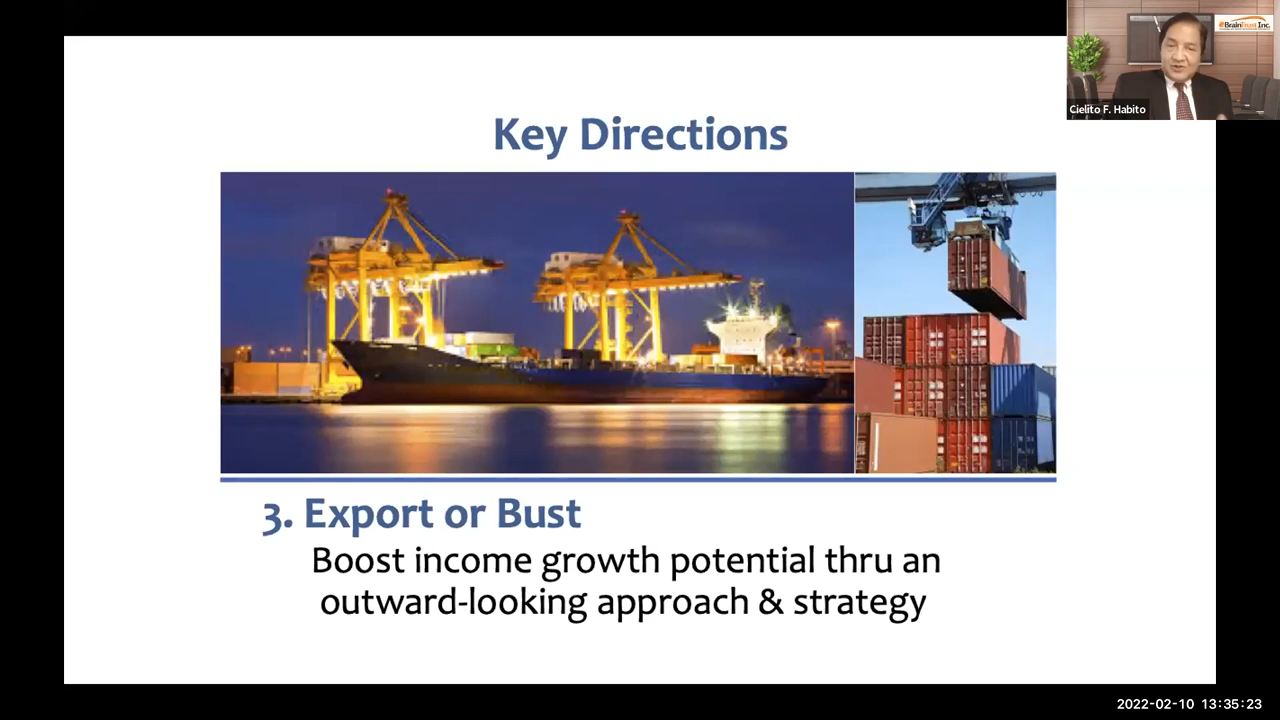 BrainTrust Inc.
Cielito F. Habito
Key Directions
3. Export or Bust
Boost income growth potential thru an
outward-looking approach & strategy
2022-02-10 13:35:23